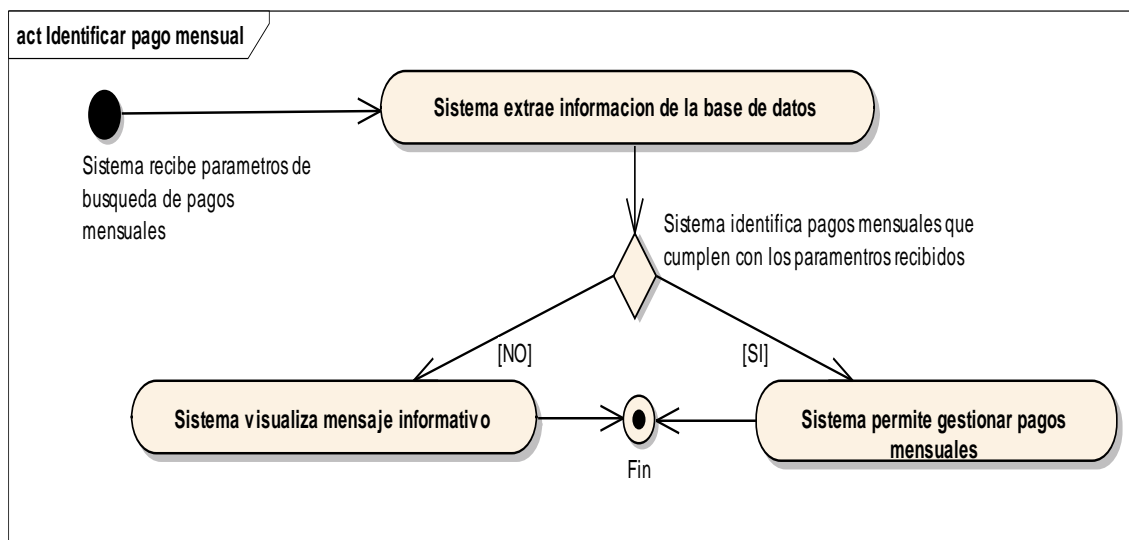 act Identificar pago mensual
Sistema extrae informacion de la base de datos
Sistema recibe parametros de
busqueda de pagos
mensuales
Sistema identifica pagos mensuales que
cumplen con los paramentros recibidos
[NO]
[SI]
Sistema visualiza mensaje informativo
Sistema permite gestionar pagos
mensuales
Fin